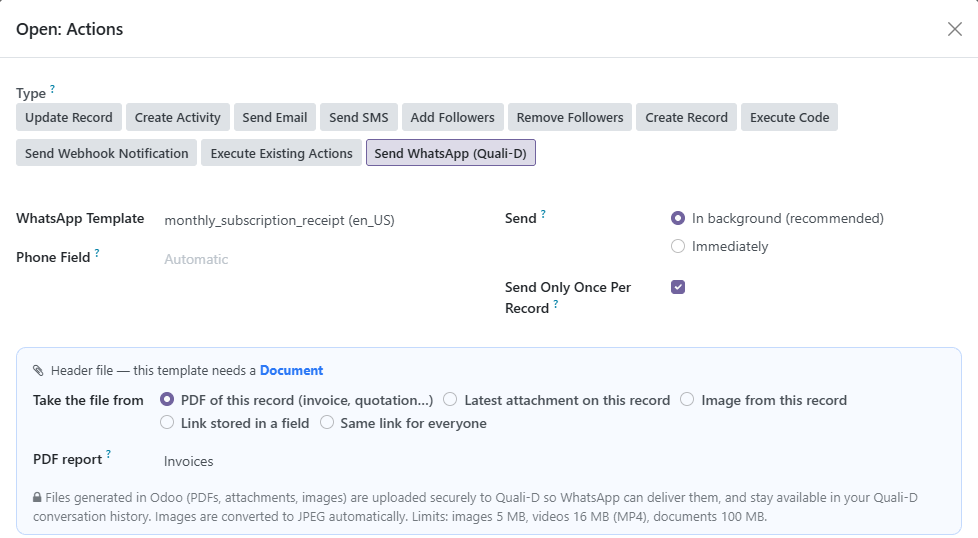 Open: Actions
Type ?
Update Record Create Activity Send Email Send SMS Add Followers Remove Followers Create Record Execute Code
Send Webhook Notification Execute Existing Actions Send WhatsApp (Quali-D)
WhatsApp Template monthly_subscription_receipt (en_US)
Phone Field ? Automatic
Send ? In background (recommended)
Immediately
Send Only Once Per
Record ?
Header file — this template needs a Document
Take the file from PDF of this record (invoice, quotation...) Latest attachment on this record Image from this record
Link stored in a field Same link for everyone
PDF report ? Invoices
Files generated in Odoo (PDFs, attachments, images) are uploaded securely to Quali-D so WhatsApp can deliver them, and stay available in your Quali-D
conversation history. Images are converted to JPEG automatically. Limits: images 5 MB, videos 16 MB (MP4), documents 100 MB.